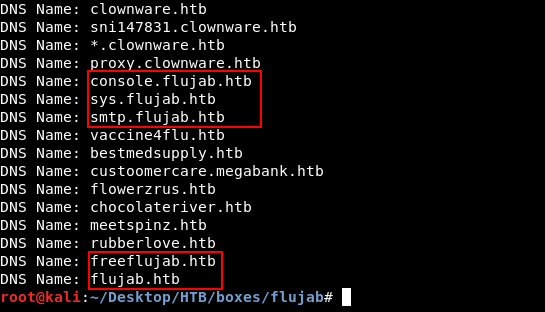 DNS Name: clownware.htb
DNS Name: sni147831.clownware.htb
DNS Name: *.clownware.htb
DNS Name: proxy.clownware.htb
DNS Name: console.flujab.htb
DNS Name: sys.flujab.htb
DNS Name: smtp.flujab.htb
DNS Name: vaccine4flu.htb
DNS Name: bestmedsupply.htb
DNS Name: custoomercare.megabank.htb
DNS Name: flowerzrus.htb
DNS Name: chocolateriver.htb
DNS Name: meetspinz.htb
DNS Name: rubberlove.htb
DNS Name: freeflujab.htb
DNS Name: flujab.htb
root@kali:~/Desktop/HTB/boxes/flujab#